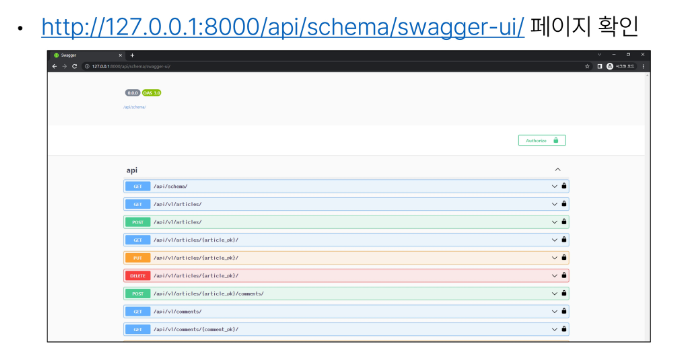 • http://127.0.0.1:8000/api/schema/swagger-ui/ 페이지 확인
Swagger
127.0.0.1:8000/api/schema/swagger-ui/
0.0.0 OAS 3.0
/api/schema/
Authorize
api
GET /api/schema/
GET /api/v1/articles/
POST /api/v1/articles/
GET /api/v1/articles/{article_pk}/
PUT /api/v1/articles/{article_pk}/
DELETE /api/v1/articles/{article_pk}/
POST /api/v1/articles/{article_pk}/comments/
GET /api/v1/comments/
GET /api/v1/comments/{comment_pk}/